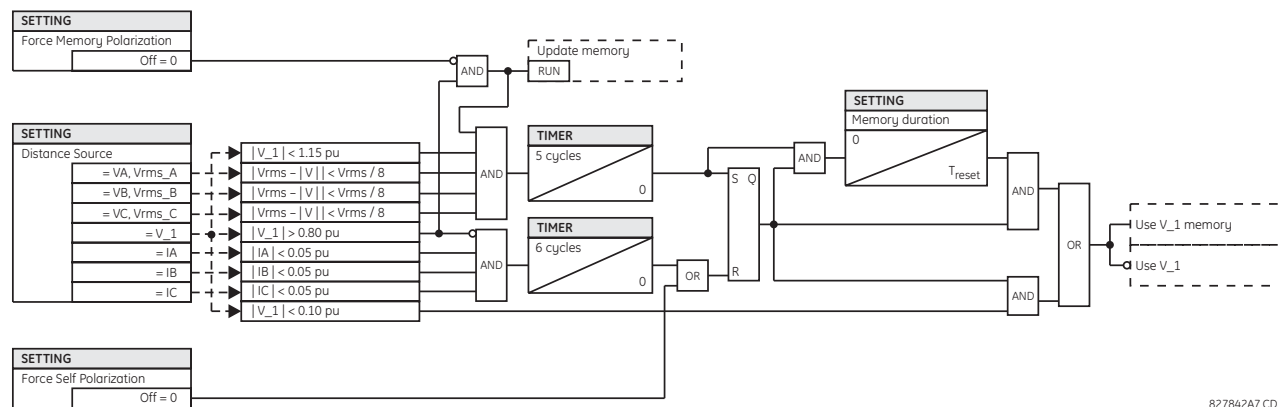 SETTING
Force Memory Polarization
Off = 0
AND
Update memory
RUN
SETTING
Distance Source
= VA, Vrms_A
= VB, Vrms_B
= VC, Vrms_C
= V_1
= IA
= IB
= IC
| V_1 | < 1.15 pu
| Vrms – | V | | < Vrms / 8
| Vrms – | V | | < Vrms / 8
| Vrms – | V | | < Vrms / 8
| V_1 | > 0.80 pu
| IA | < 0.05 pu
| IB | < 0.05 pu
| IC | < 0.05 pu
| V_1 | < 0.10 pu
AND
AND
TIMER
5 cycles
0
TIMER
6 cycles
0
OR
S Q
R
AND
SETTING
Memory duration
0
Treset
AND
AND
OR
Use V_1 memory
Use V_1
SETTING
Force Self Polarization
Off = 0
827842A7.CD